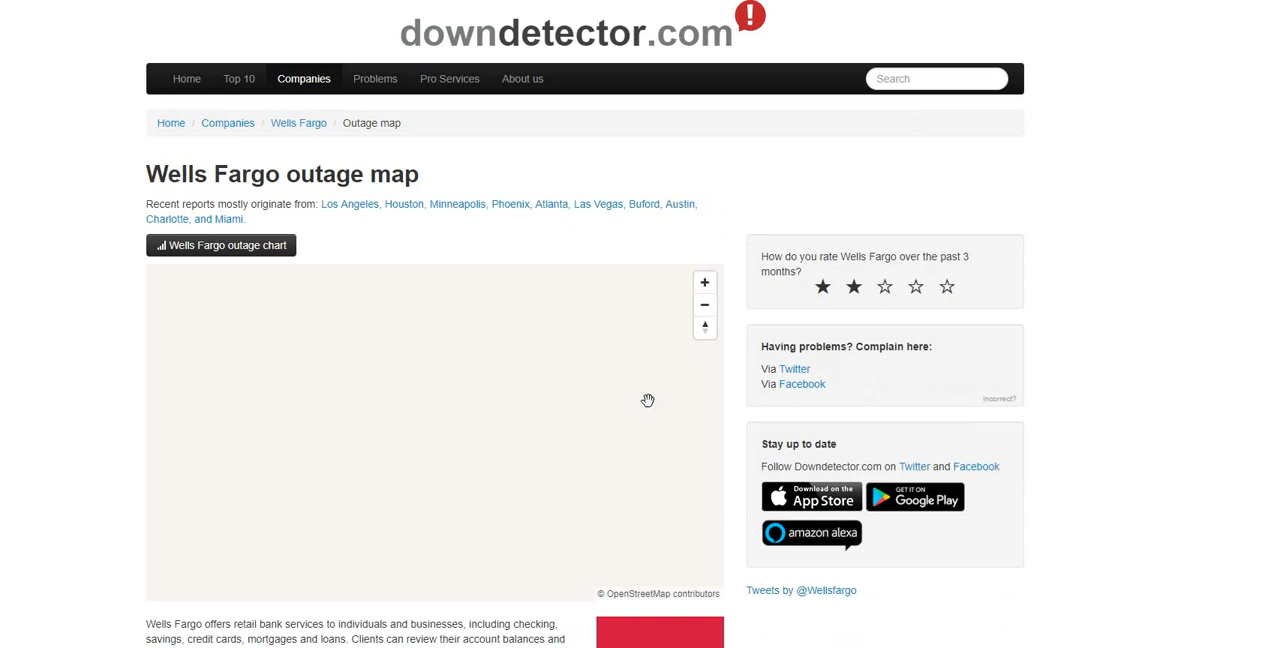 downdetector.com!
Home Top 10 Companies Problems Pro Services About us Search
Home / Companies / Wells Fargo / Outage map
Wells Fargo outage map
Recent reports mostly originate from: Los Angeles, Houston, Minneapolis, Phoenix, Atlanta, Las Vegas, Buford, Austin,
Charlotte, and Miami.
Wells Fargo outage chart
+
−
© OpenStreetMap contributors
Wells Fargo offers retail bank services to individuals and businesses, including checking,
savings, credit cards, mortgages and loans. Clients can review their account balances and
How do you rate Wells Fargo over the past 3
months?
Having problems? Complain here:
Via Twitter
Via Facebook
Incorrect?
Stay up to date
Follow Downdetector.com on Twitter and Facebook
Download on the
App Store
GET IT ON
Google Play
amazon alexa
Tweets by @Wellsfargo